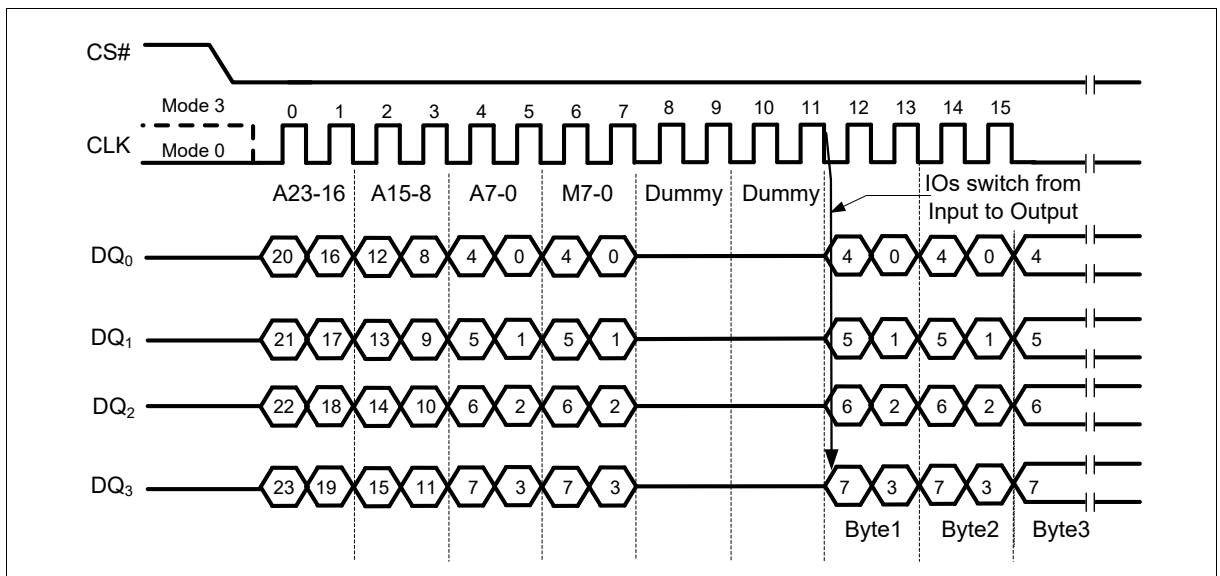 CS#
Mode 3
0 1 2 3 4 5 6 7 8 9 10 11 12 13 14 15
CLK
Mode 0
A23-16 A15-8 A7-0 M7-0 Dummy Dummy
IOs switch from
Input to Output
DQ0 20 16 12 8 4 0 4 0 4 0 4 0 4
DQ1 21 17 13 9 5 1 5 1 5 1 5 1 5
DQ2 22 18 14 10 6 2 6 2 6 2 6 2 6
DQ3 23 19 15 11 7 3 7 3 7 3 7 3 7
Byte1 Byte2 Byte3